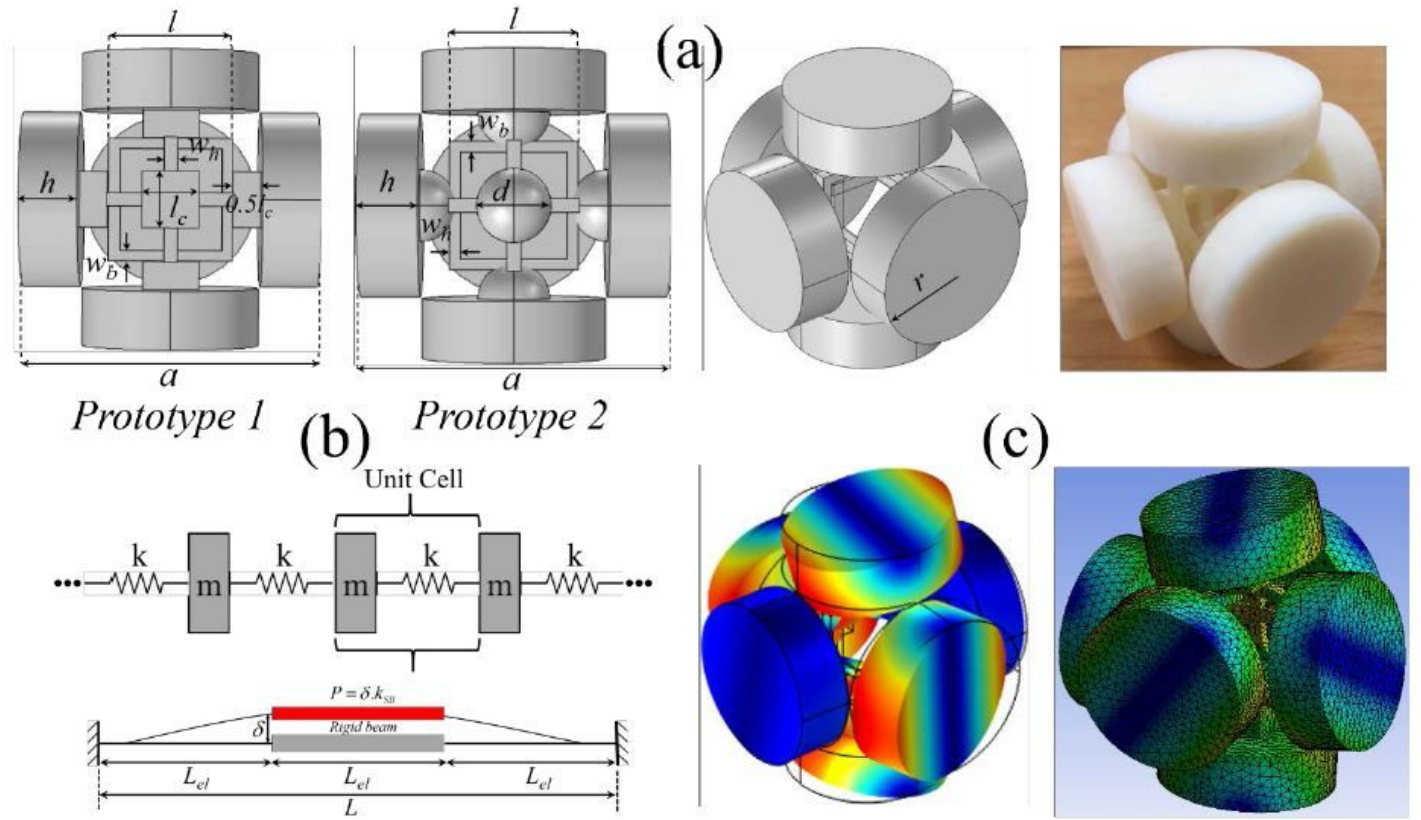 (a)
l
w_h
h
l_c
0.5l_c
w_b
a
Prototype 1
l
w_b
h
d
w_h
a
Prototype 2
r
(b)
Unit Cell
k
k
k
k
m
m
m
P = δ.k_SB
δ
Rigid beam
L_el
L_el
L_el
L
(c)